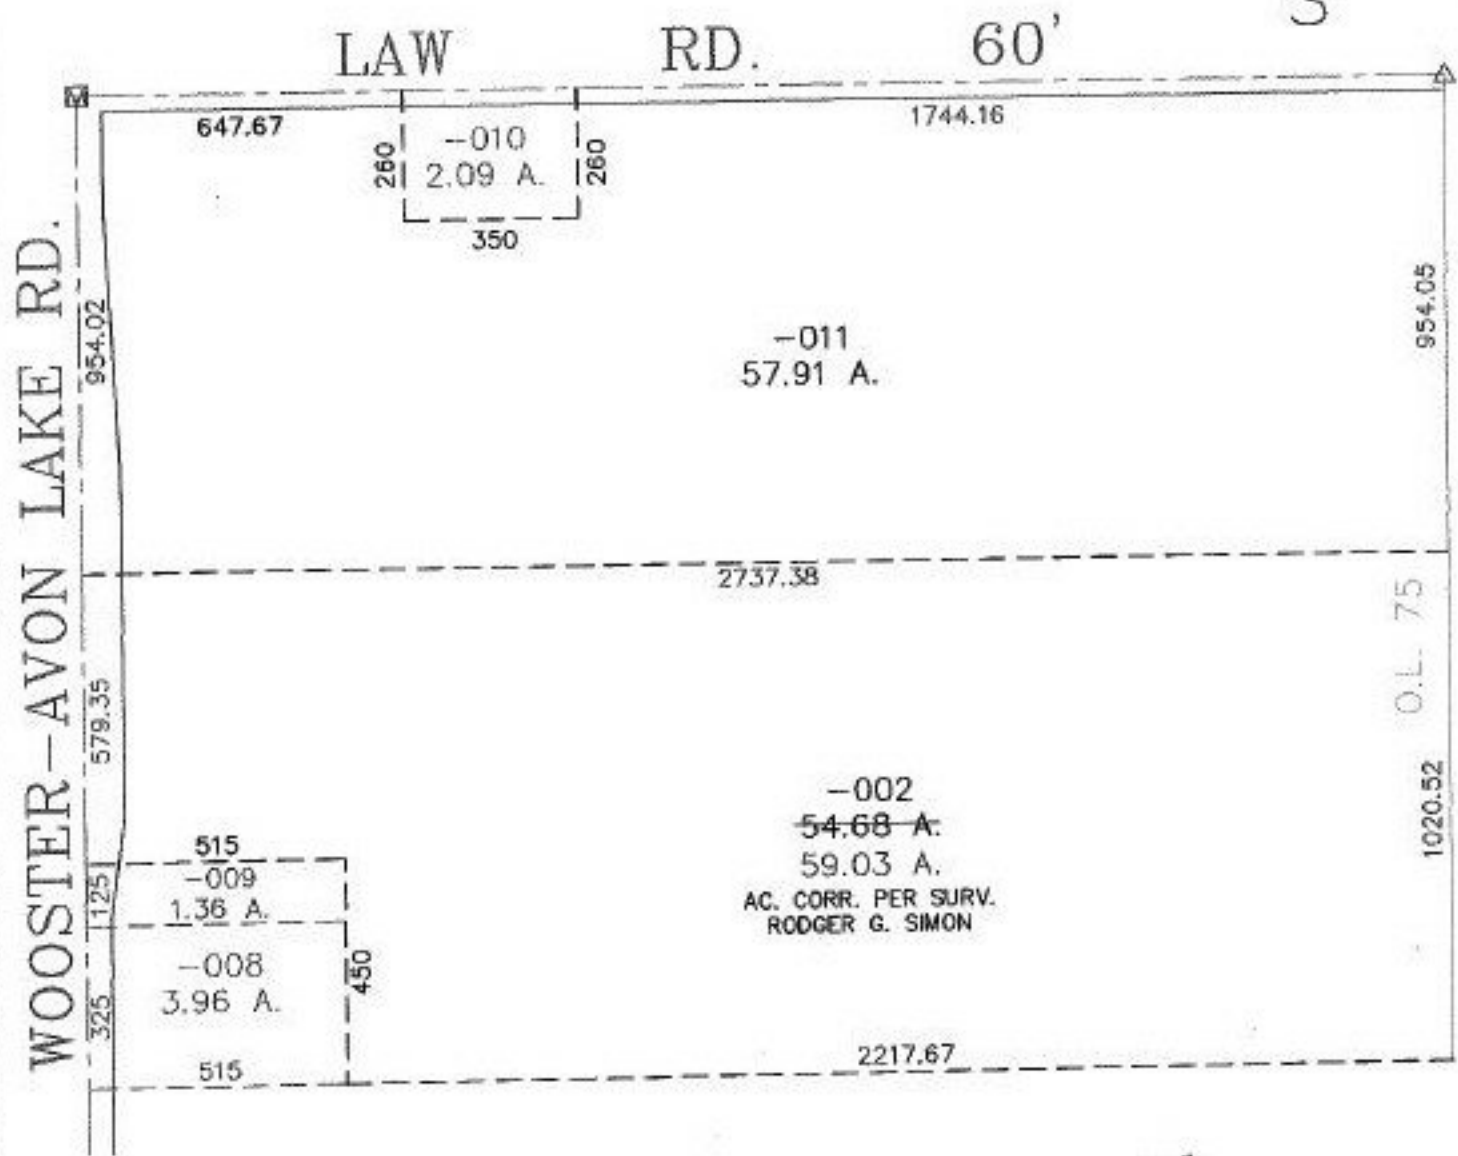 S
LAW RD. 60'
647.67
1744.16
-010
2.09 A.
260
260
350
WOOSTER-AVON LAKE RD.
954.02
954.05
-011
57.91 A.
2737.38
O.L. 75
579.35
1020.52
-002
54.68 A.
59.03 A.
AC. CORR. PER SURV.
RODGER G. SIMON
515
-009
1.36 A.
125
-008
3.96 A.
450
325
515
2217.67